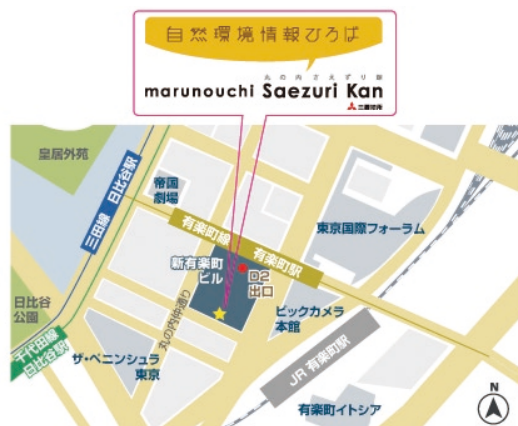 自然環境情報ひろば
丸の内さえずり館
marunouchi Saezuri Kan
三菱地所
皇居外苑
三田線 日比谷駅
帝国
劇場
有楽町線 有楽町駅
東京国際フォーラム
新有楽町
ビル
D2
出口
日比谷
公園
丸の内仲通り
ビックカメラ
本館
千代田線
日比谷駅
ザ・ペニンシュラ
東京
JR 有楽町駅
有楽町イトシア
N